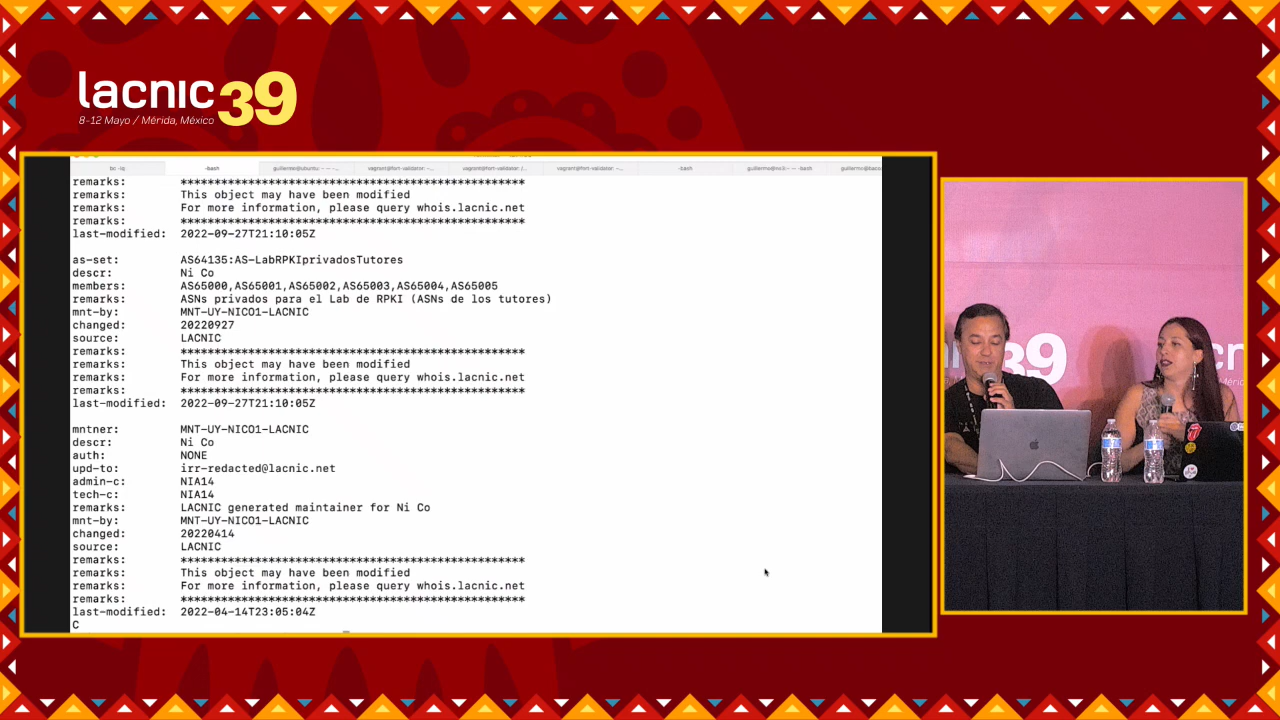 lacnic 39
8-12 Mayo / Mérida, México
-bash
-bash
remarks: **************************************************
remarks: This object may have been modified
remarks: For more information, please query whois.lacnic.net
remarks: **************************************************
last-modified: 2022-09-27T21:10:05Z
as-set: AS64135:AS-LabRPKIprivadosTutores
descr: Ni Co
members: AS65000,AS65001,AS65002,AS65003,AS65004,AS65005
remarks: ASNs privados para el Lab de RPKI (ASNs de los tutores)
mnt-by: MNT-UY-NICO1-LACNIC
changed: 20220927
source: LACNIC
remarks: **************************************************
remarks: This object may have been modified
remarks: For more information, please query whois.lacnic.net
remarks: **************************************************
last-modified: 2022-09-27T21:10:05Z
mntner: MNT-UY-NICO1-LACNIC
descr: Ni Co
auth: NONE
upd-to: irr-redacted@lacnic.net
admin-c: NIA14
tech-c: NIA14
remarks: LACNIC generated maintainer for Ni Co
mnt-by: MNT-UY-NICO1-LACNIC
changed: 20220414
source: LACNIC
remarks: **************************************************
remarks: This object may have been modified
remarks: For more information, please query whois.lacnic.net
remarks: **************************************************
last-modified: 2022-04-14T23:05:04Z
C
39